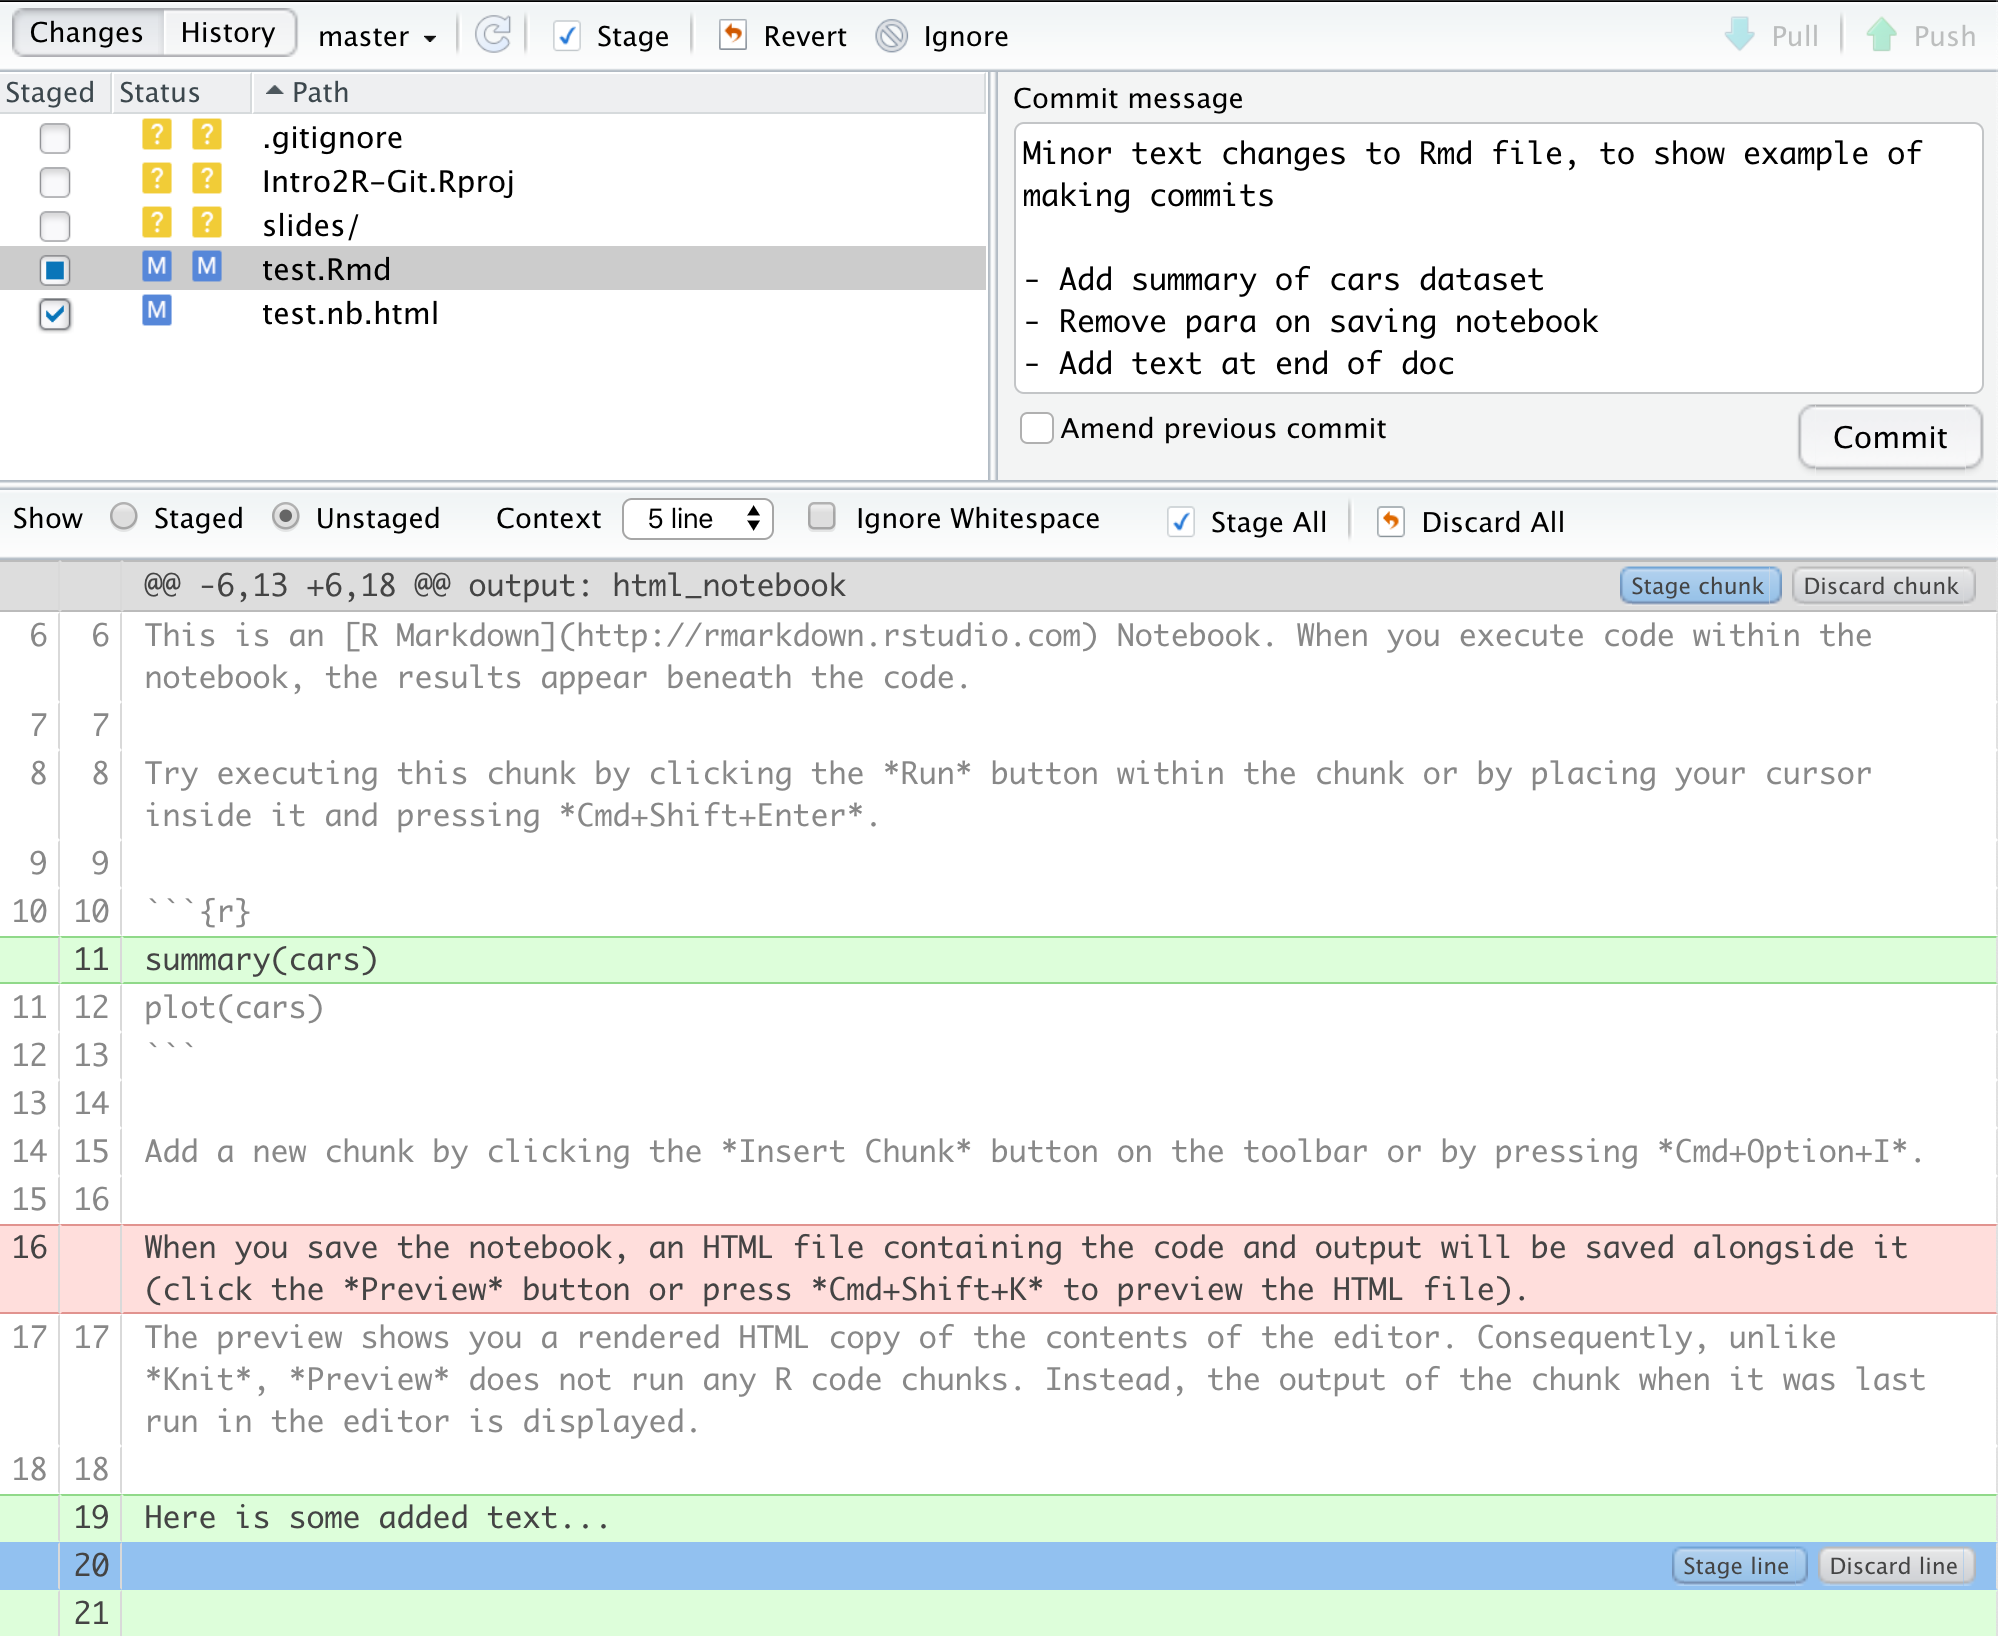 Changes History master Stage Revert Ignore Pull Push
Staged Status Path
? ? .gitignore
? ? Intro2R-Git.Rproj
? ? slides/
M M test.Rmd
M test.nb.html
Commit message
Minor text changes to Rmd file, to show example of
making commits
- Add summary of cars dataset
- Remove para on saving notebook
- Add text at end of doc
Amend previous commit
Commit
Show Staged Unstaged Context 5 line Ignore Whitespace Stage All Discard All
@@ -6,13 +6,18 @@ output: html_notebook Stage chunk Discard chunk
6 6 This is an [R Markdown](http://rmarkdown.rstudio.com) Notebook. When you execute code within the
notebook, the results appear beneath the code.
7 7
8 8 Try executing this chunk by clicking the *Run* button within the chunk or by placing your cursor
inside it and pressing *Cmd+Shift+Enter*.
9 9
10 10 ```{r}
11 summary(cars)
11 12 plot(cars)
12 13 ```
13 14
14 15 Add a new chunk by clicking the *Insert Chunk* button on the toolbar or by pressing *Cmd+Option+I*.
15 16
16 When you save the notebook, an HTML file containing the code and output will be saved alongside it
(click the *Preview* button or press *Cmd+Shift+K* to preview the HTML file).
17 17 The preview shows you a rendered HTML copy of the contents of the editor. Consequently, unlike
*Knit*, *Preview* does not run any R code chunks. Instead, the output of the chunk when it was last
run in the editor is displayed.
18 18
19 Here is some added text...
20 Stage line Discard line
21